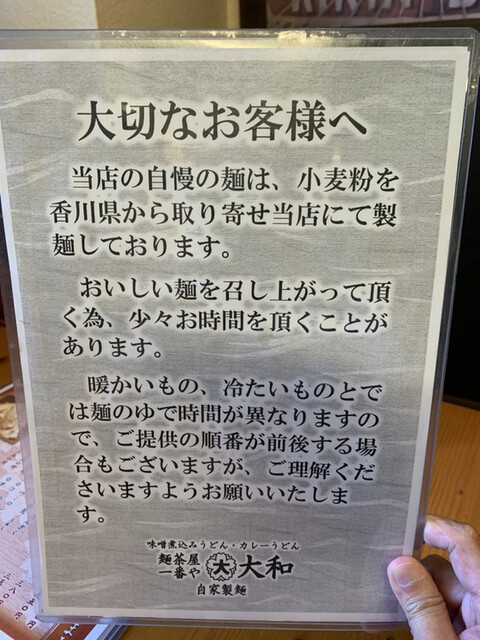 大切なお客様へ
当店の自慢の麺は、小麦粉を
香川県から取り寄せ当店にて製
麺しております。
おいしい麺を召し上がって頂
く為、少々お時間を頂くことが
あります。
暖かいもの、冷たいものとで
は麺のゆで時間が異なりますの
で、ご提供の順番が前後する場
合もございますが、ご理解くだ
さいますようお願いいたしま
す。
味噌煮込みうどん・カレーうどん
麺茶屋
一番や
大
大和
自家製麺